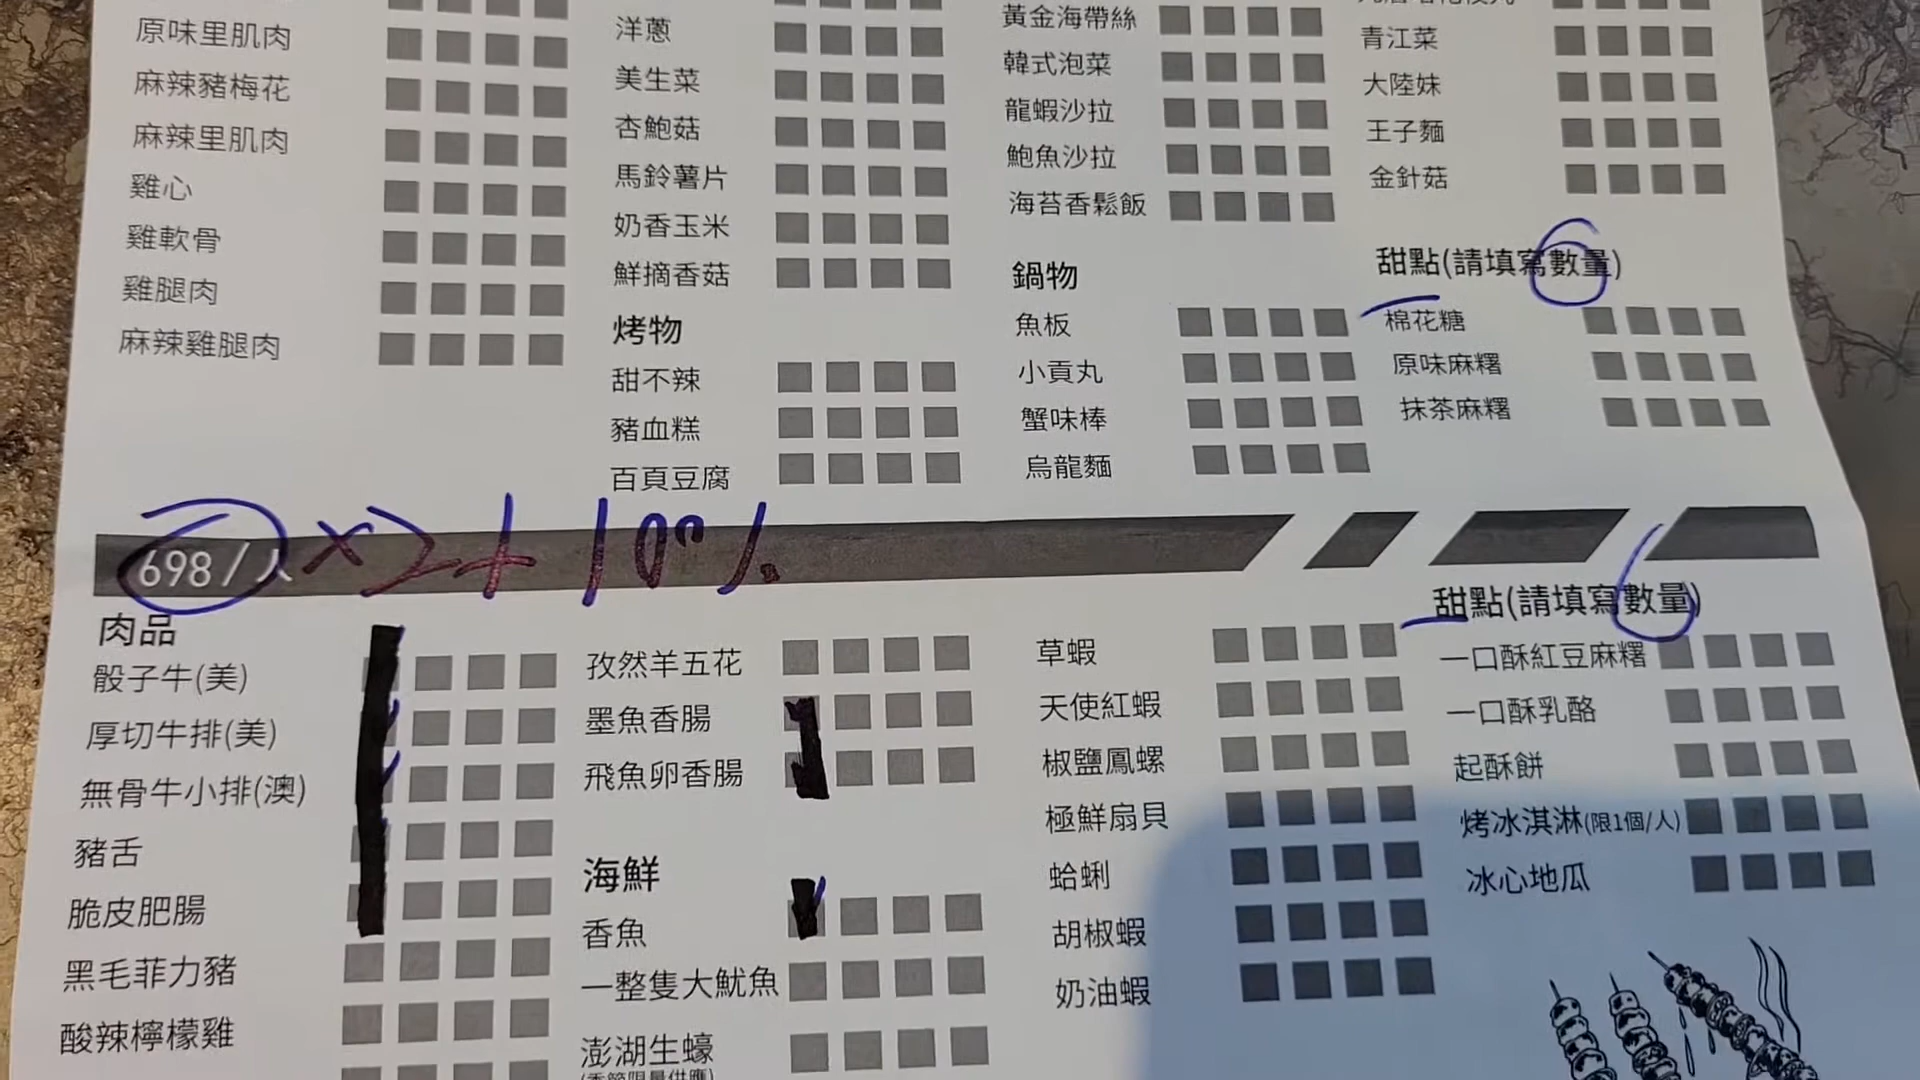 原味里肌肉
麻辣豬梅花
麻辣里肌肉
雞心
雞軟骨
雞腿肉
麻辣雞腿肉
洋蔥
美生菜
杏鮑菇
馬鈴薯片
奶香玉米
鮮摘香菇
烤物
甜不辣
豬血糕
百頁豆腐
黃金海帶絲
韓式泡菜
龍蝦沙拉
鮑魚沙拉
海苔香鬆飯
鍋物
魚板
小貢丸
蟹味棒
烏龍麵
青江菜
大陸妹
王子麵
金針菇
甜點(請填寫數量)
棉花糖
原味麻糬
抹茶麻糬
698/人 ×2+10%
肉品
骰子牛(美)
厚切牛排(美)
無骨牛小排(澳)
豬舌
脆皮肥腸
黑毛菲力豬
酸辣檸檬雞
孜然羊五花
墨魚香腸
飛魚卵香腸
海鮮
香魚
一整隻大魷魚
澎湖生蠔
(季節限量供應)
草蝦
天使紅蝦
椒鹽鳳螺
極鮮扇貝
蛤蜊
胡椒蝦
奶油蝦
甜點(請填寫數量)
一口酥紅豆麻糬
一口酥乳酪
起酥餅
烤冰淇淋(限1個/人)
冰心地瓜